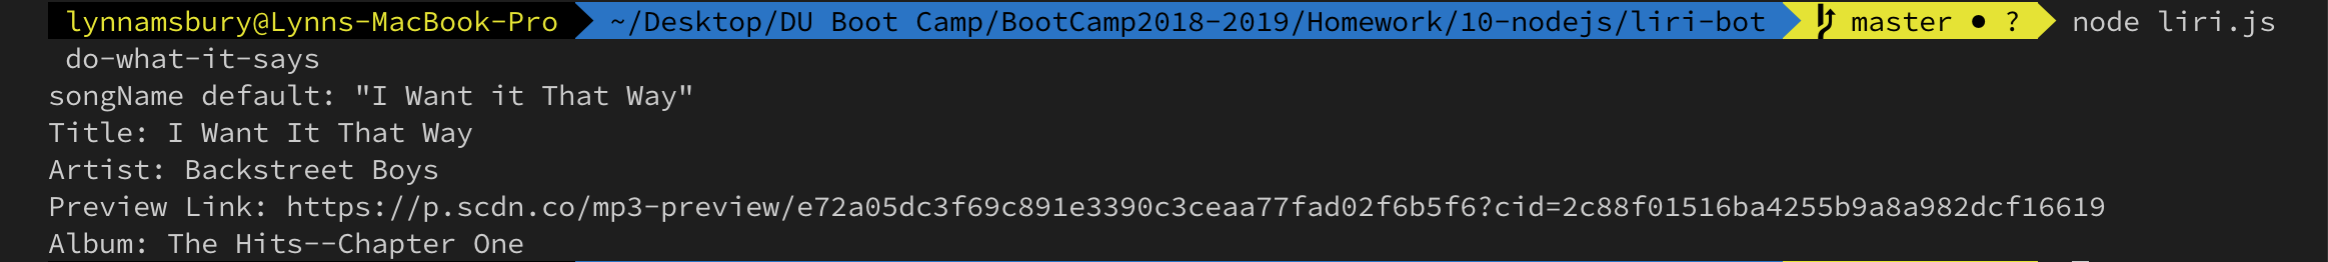 lynnamsbury@Lynns-MacBook-Pro ~/Desktop/DU Boot Camp/BootCamp2018-2019/Homework/10-nodejs/liri-bot master ● ? node liri.js
do-what-it-says
songName default: "I Want it That Way"
Title: I Want It That Way
Artist: Backstreet Boys
Preview Link: https://p.scdn.co/mp3-preview/e72a05dc3f69c891e3390c3ceaa77fad02f6b5f6?cid=2c88f01516ba4255b9a8a982dcf16619
Album: The Hits--Chapter One